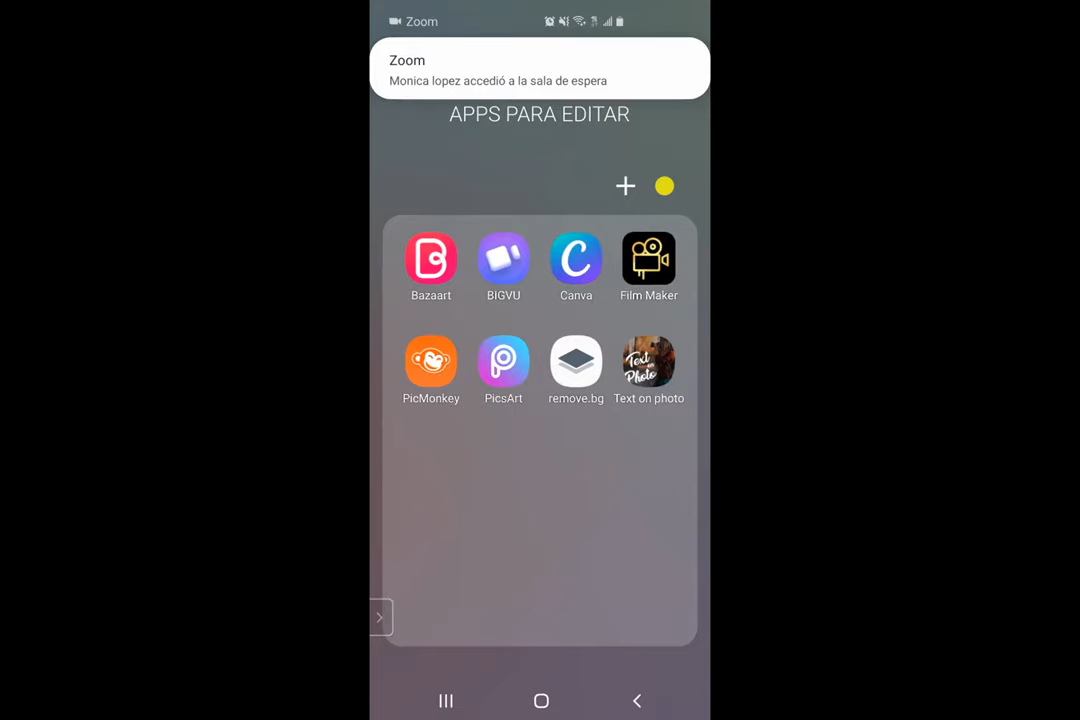 Zoom
Zoom
Monica lopez accedió a la sala de espera
APPS PARA EDITAR
Bazaart
BIGVU
Canva
Film Maker
Text on Photo
PicMonkey
PicsArt
remove.bg
Text on photo